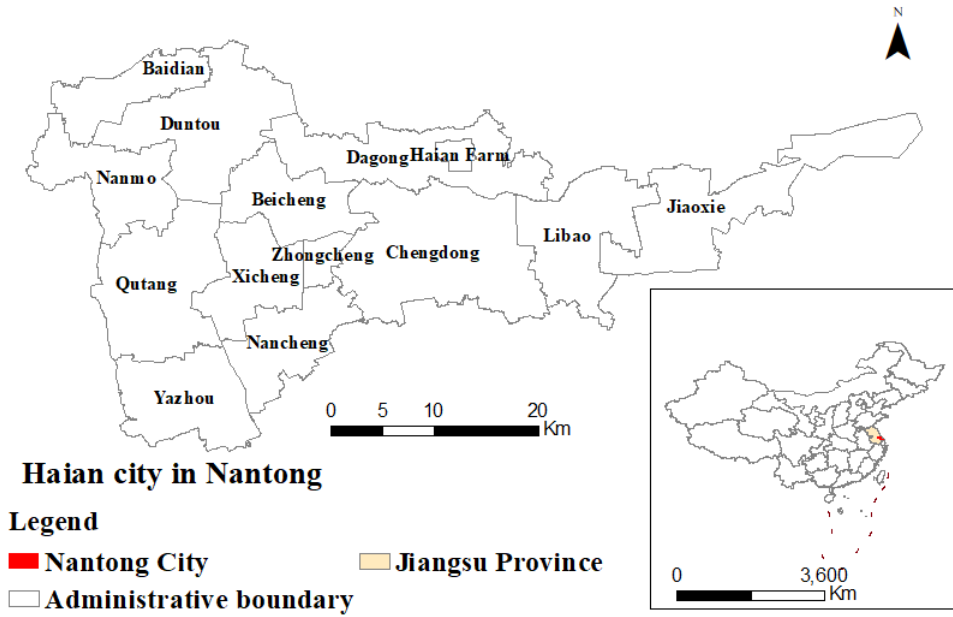 N
Baidian
Duntou
Dagong
Haian Farm
Nanmo
Beicheng
Jiaoxie
Libao
Zhongcheng
Chengdong
Qutang
Xicheng
Nancheng
Yazhou
0 5 10 20
Km
Haian city in Nantong
Legend
Nantong City
Jiangsu Province
Administrative boundary
0 3,600
Km